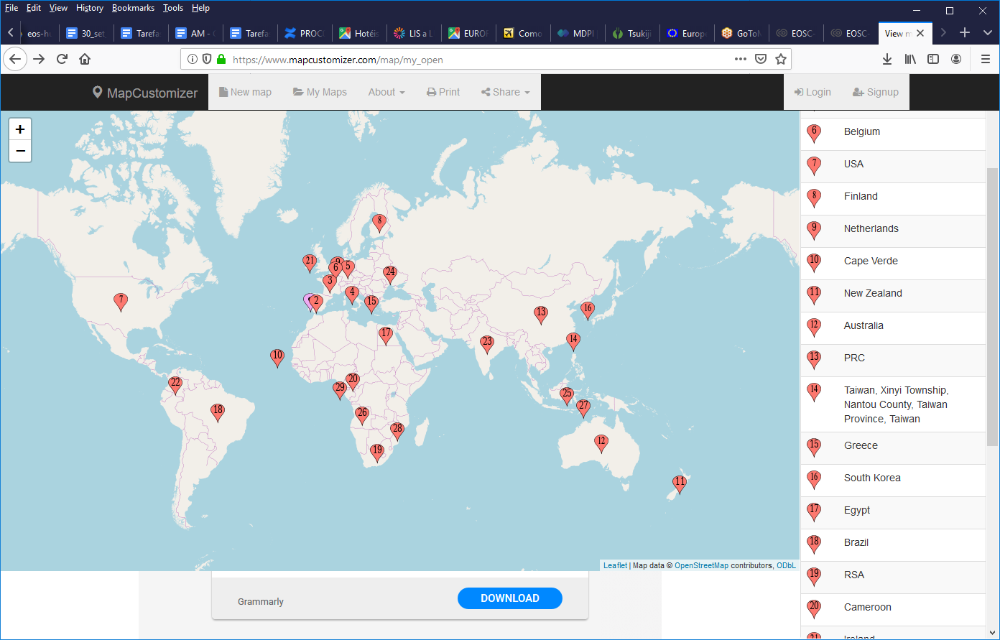 File Edit View History Bookmarks Tools Help
eos-hu 30_set Tarefa AM - Tarefa PROC Hotéis LIS a L EURO Como MDPI Tsukiji Europe GoTo EOSC- EOSC- View m
https://www.mapcustomizer.com/map/my_open
MapCustomizer New map My Maps About Print Share Login Signup
+
−
8
21 9 6 5 24
3 4
7 2 15 16
13
17 14
23
10
22 20
29 25
18 26 27
28
12
19
11
6 Belgium
7 USA
8 Finland
9 Netherlands
10 Cape Verde
11 New Zealand
12 Australia
13 PRC
14 Taiwan, Xinyi Township,
Nantou County, Taiwan
Province, Taiwan
15 Greece
16 South Korea
17 Egypt
18 Brazil
19 RSA
20 Cameroon
21 Ireland
Leaflet | Map data © OpenStreetMap contributors, ODbL
Grammarly
DOWNLOAD